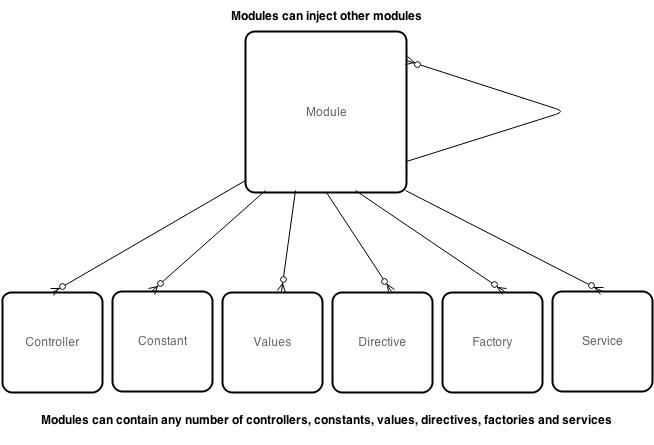 Modules can inject other modules
Module
Controller
Constant
Values
Directive
Factory
Service
Modules can contain any number of controllers, constants, values, directives, factories and services